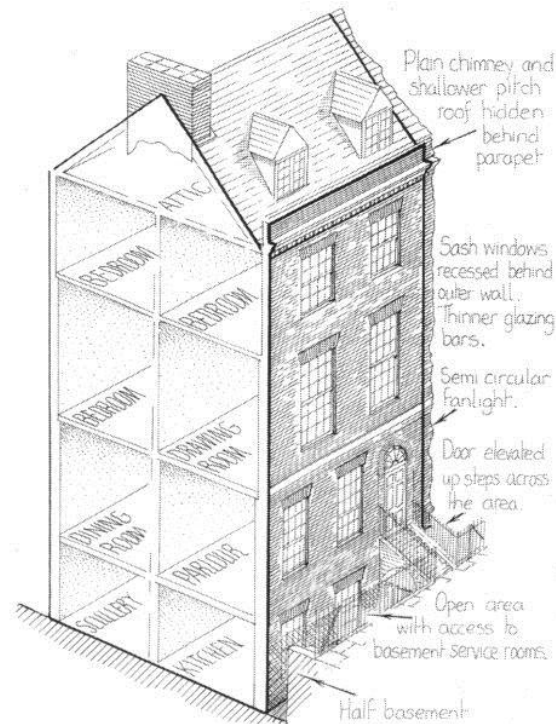 Plain chimney and
shallower pitch
roof hidden
behind
parapet
ATTIC
BEDROOM
BEDROOM
Sash windows
recessed behind
outer wall.
Thinner glazing
bars.
BEDROOM
DRAWING
ROOM
Semi circular
fanlight.
Door elevated
up steps across
the area.
DINING
ROOM
PARLOUR
SCULLERY
KITCHEN
Open area
with access to
basement service rooms.
Half basement